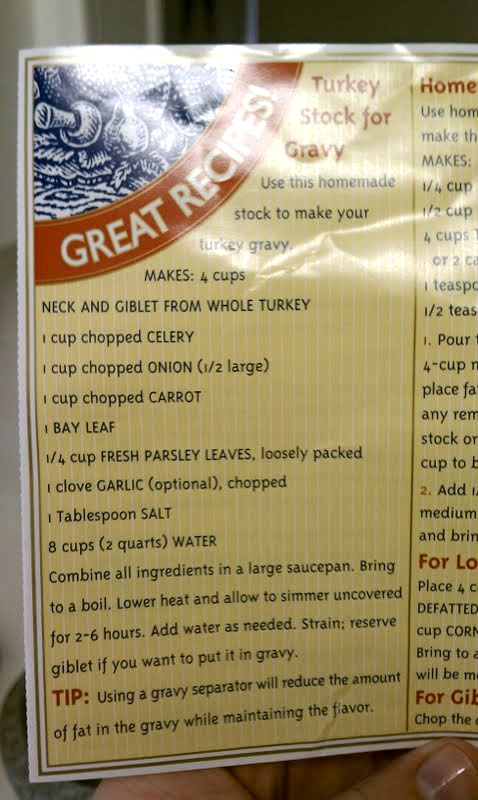 GREAT RECIPES!
Turkey
Stock for
Gravy
Use this homemade
stock to make your
turkey gravy.
MAKES: 4 cups
NECK AND GIBLET FROM WHOLE TURKEY
1 cup chopped CELERY
1 cup chopped ONION (1/2 large)
1 cup chopped CARROT
1 BAY LEAF
1/4 cup FRESH PARSLEY LEAVES, loosely packed
1 clove GARLIC (optional), chopped
1 Tablespoon SALT
8 cups (2 quarts) WATER
Combine all ingredients in a large saucepan. Bring
to a boil. Lower heat and allow to simmer uncovered
for 2-6 hours. Add water as needed. Strain; reserve
giblet if you want to put it in gravy.
TIP: Using a gravy separator will reduce the amount
of fat in the gravy while maintaining the flavor.
Home
Use hom
make th
MAKES:
1/4 cup
1/2 cup
4 cups T
or 2 ca
1 teaspo
1/2 teas
1. Pour t
4-cup m
place fa
any rem
stock or
cup to b
2. Add 1/
medium
and brin
For Lo
Place 4 c
DEFATTED
cup CORN
Bring to a
will be m
For Gib
Chop the